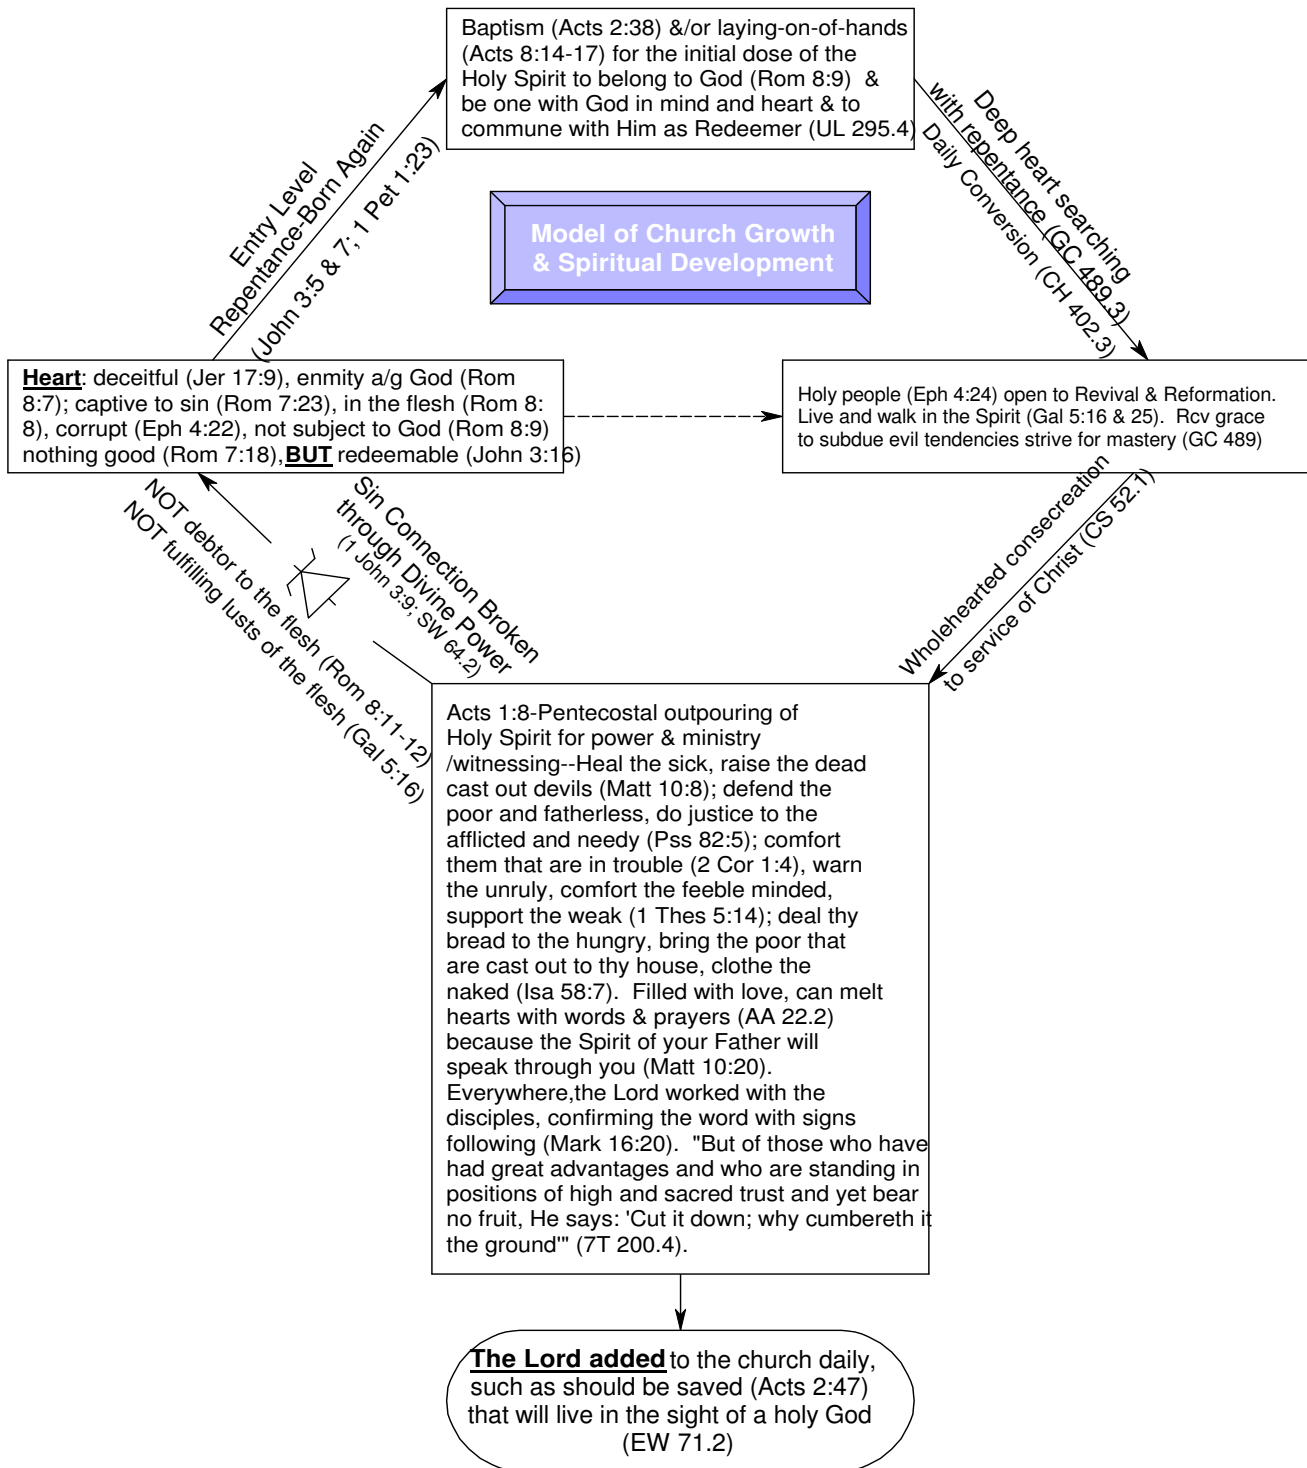 Baptism (Acts 2:38) &/or laying-on-of-hands
(Acts 8:14-17) for the initial dose of the
Holy Spirit to belong to God (Rom 8:9)  &
be one with God in mind and heart & to
commune with Him as Redeemer (UL 295.4)
Entry Level
Repentance-Born Again
(John 3:5 & 7; 1 Pet 1:23)
Model of Church Growth
& Spiritual Development
Deep heart searching
with repentance (GC 489.3)
Daily Conversion (CH 402.3)
Heart: deceitful (Jer 17:9), enmity a/g God (Rom
8:7); captive to sin (Rom 7:23), in the flesh (Rom 8:
8), corrupt (Eph 4:22), not subject to God (Rom 8:9)
nothing good (Rom 7:18), BUT redeemable (John 3:16)
Holy people (Eph 4:24) open to Revival & Reformation.
Live and walk in the Spirit (Gal 5:16 & 25).  Rcv grace
to subdue evil tendencies strive for mastery (GC 489)
Sin Connection Broken
through Divine Power
(1 John 3:9; SW 64.2)
NOT debtor to the flesh (Rom 8:11-12)
NOT fulfilling lusts of the flesh (Gal 5:16)
Wholehearted consecreation
to service of Christ (CS 52.1)
Acts 1:8-Pentecostal outpouring of
Holy Spirit for power & ministry
/witnessing--Heal the sick, raise the dead
cast out devils (Matt 10:8); defend the
poor and fatherless, do justice to the
afflicted and needy (Pss 82:5); comfort
them that are in trouble (2 Cor 1:4), warn
the unruly, comfort the feeble minded,
support the weak (1 Thes 5:14); deal thy
bread to the hungry, bring the poor that
are cast out to thy house, clothe the
naked (Isa 58:7).  Filled with love, can melt
hearts with words & prayers (AA 22.2)
because the Spirit of your Father will
speak through you (Matt 10:20).
Everywhere,the Lord worked with the
disciples, confirming the word with signs
following (Mark 16:20).  "But of those who have
had great advantages and who are standing in
positions of high and sacred trust and yet bear
no fruit, He says: 'Cut it down; why cumbereth it
the ground'" (7T 200.4).
The Lord added to the church daily,
such as should be saved (Acts 2:47)
that will live in the sight of a holy God
(EW 71.2)